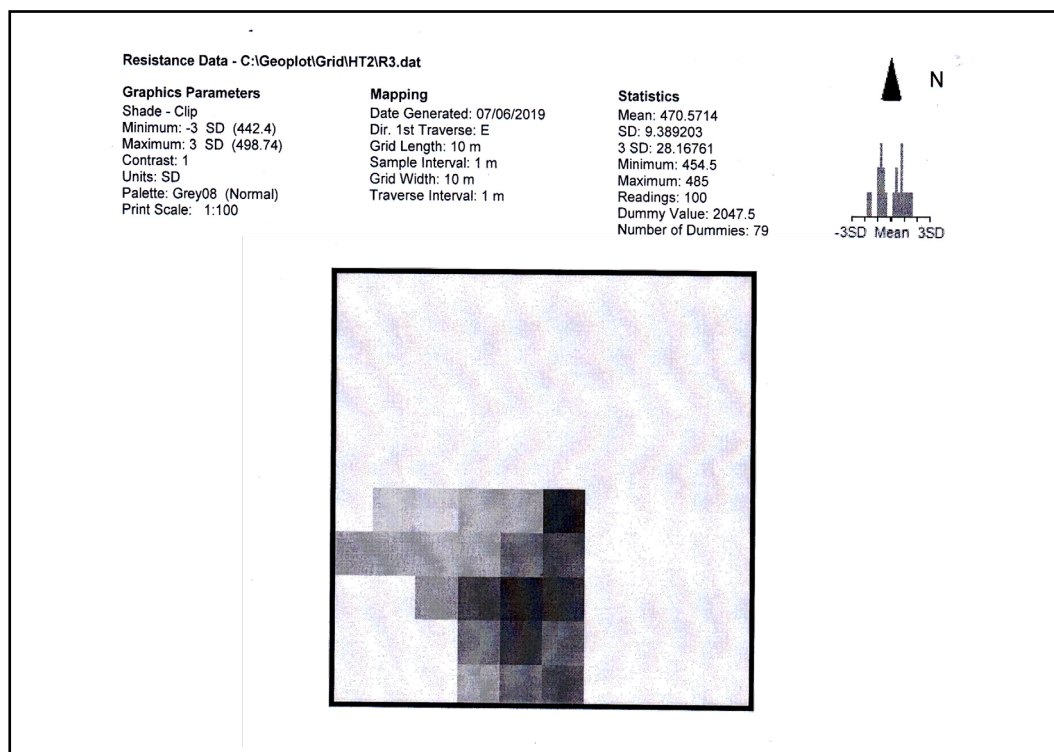 Resistance Data - C:\Geoplot\Grid\HT2\R3.dat
Graphics Parameters
Shade - Clip
Minimum: -3 SD (442.4)
Maximum: 3 SD (498.74)
Contrast: 1
Units: SD
Palette: Grey08 (Normal)
Print Scale: 1:100
Mapping
Date Generated: 07/06/2019
Dir. 1st Traverse: E
Grid Length: 10 m
Sample Interval: 1 m
Grid Width: 10 m
Traverse Interval: 1 m
Statistics
Mean: 470.5714
SD: 9.389203
3 SD: 28.16761
Minimum: 454.5
Maximum: 485
Readings: 100
Dummy Value: 2047.5
Number of Dummies: 79
N
-3SD Mean 3SD